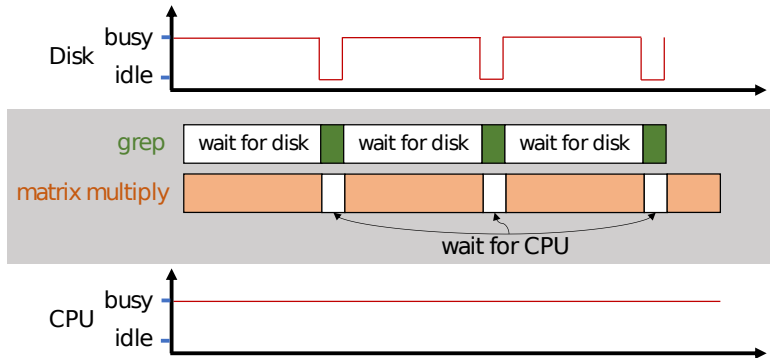 busy
Disk
idle
grep
wait for disk wait for disk wait for disk
matrix multiply
wait for CPU
busy
CPU
idle